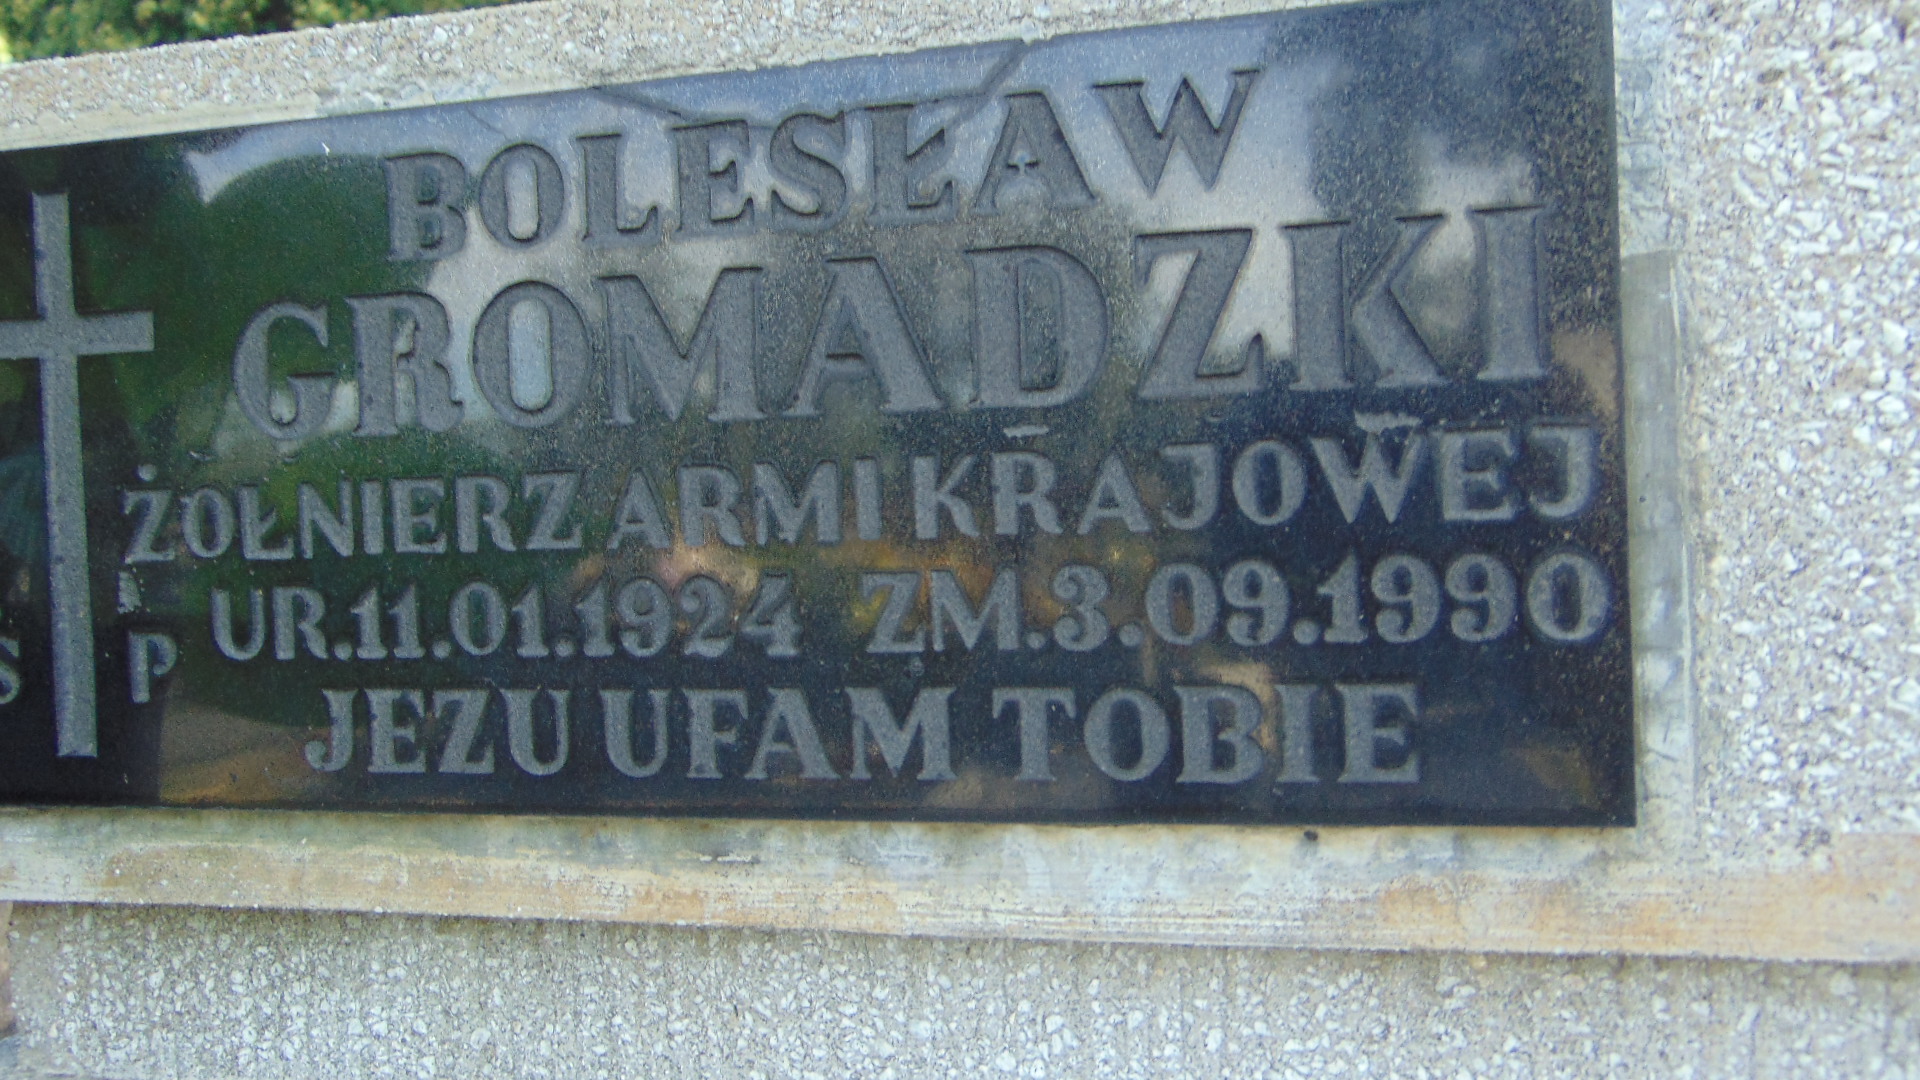 BOLESŁAW
GROMADZKI
ŻOŁNIERZ ARMI KRAJOWEJ
UR.11.01.1924 ZM.3.09.1990
S P
JEZU UFAM TOBIE